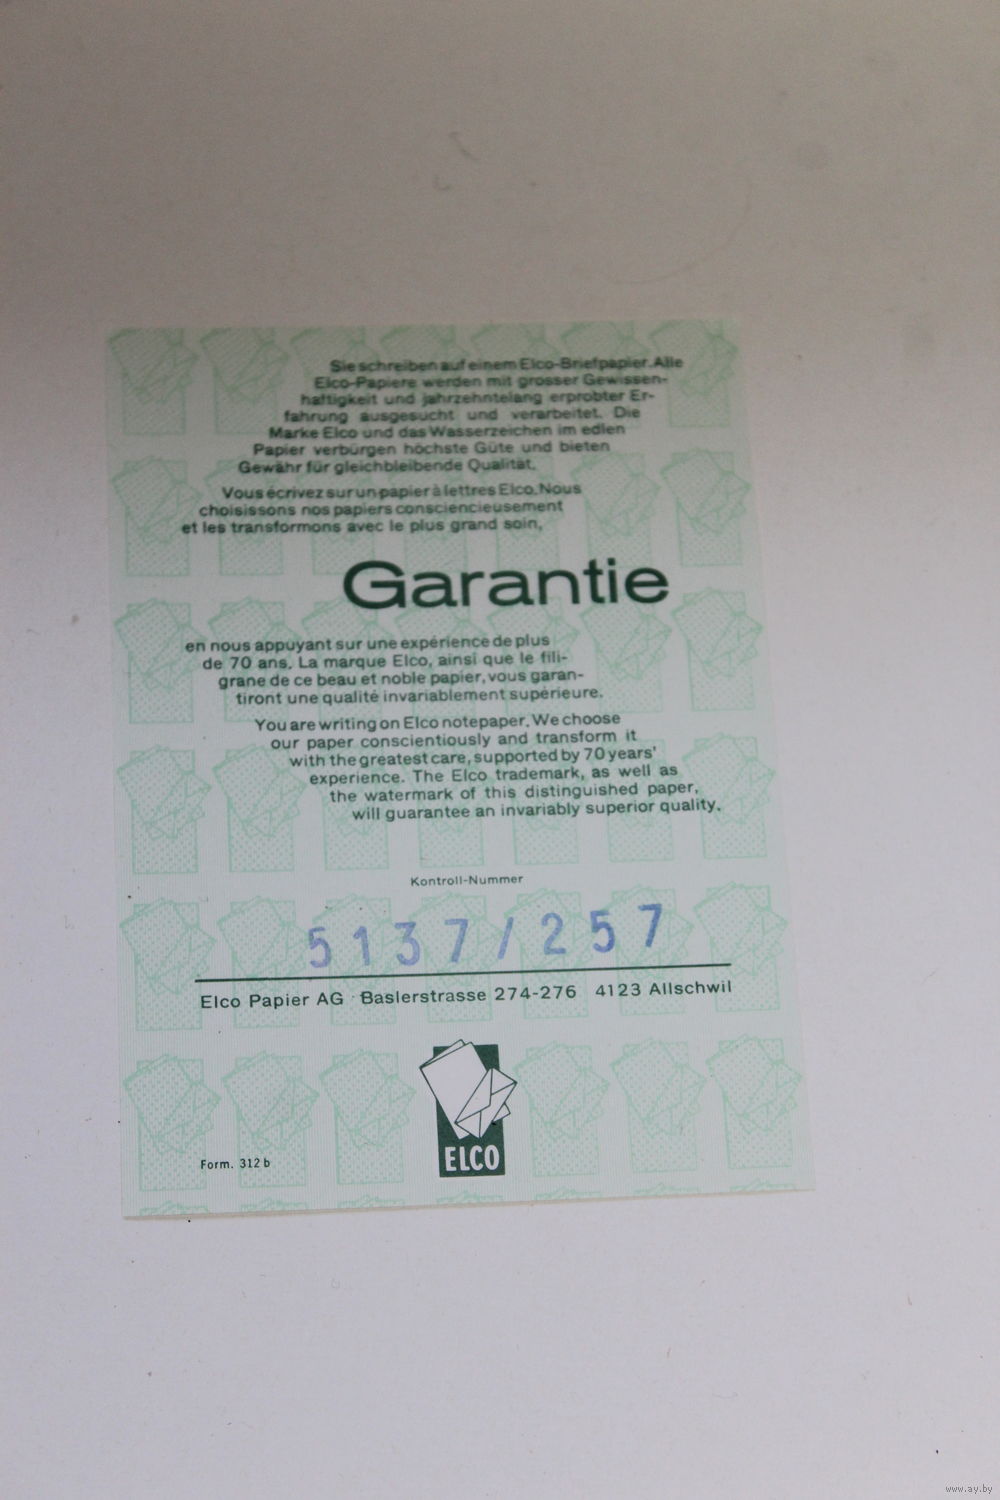 Sie schreiben auf einem Elco-Briefpapier. Alle
Elco-Papiere werden mit grosser Gewissen-
haftigkeit und jahrzehntelang erprobter Er-
fahrung ausgesucht und verarbeitet. Die
Marke Elco und das Wasserzeichen im edlen
Papier verbürgen höchste Güte und bieten
Gewähr für gleichbleibende Qualität.
Vous écrivez sur un papier à lettres Elco. Nous
choisissons nos papiers consciencieusement
et les transformons avec le plus grand soin,
Garantie
en nous appuyant sur une expérience de plus
de 70 ans. La marque Elco, ainsi que le fili-
grane de ce beau et noble papier, vous garan-
tiront une qualité invariablement supérieure.
You are writing on Elco notepaper. We choose
our paper conscientiously and transform it
with the greatest care, supported by 70 years'
experience. The Elco trademark, as well as
the watermark of this distinguished paper,
will guarantee an invariably superior quality.
Kontroll-Nummer
5137/257
Elco Papier AG · Baslerstrasse 274-276 4123 Allschwil
ELCO
Form. 312 b
www.ay.by